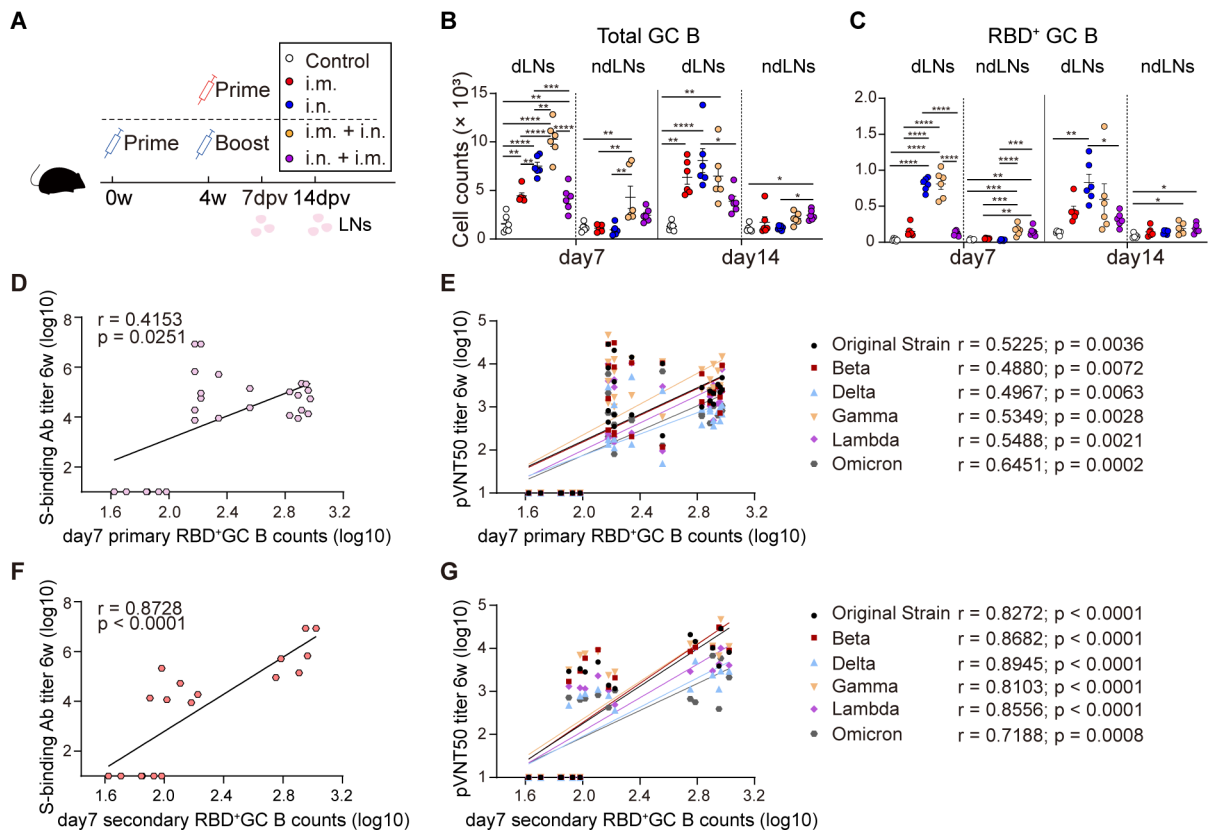 A
Control
i.m.
i.n.
i.m. + i.n.
i.n. + i.m.
Prime
Prime
Boost
0w
4w
7dpv
14dpv
LNs
B
Total GC B
dLNs
ndLNs
dLNs
ndLNs
Cell counts (× 10³)
15
10
5
0
**
***
**
**
****
****
****
****
**
**
**
**
**
**
****
**
*
*
*
day7
day14
C
RBD⁺ GC B
dLNs
ndLNs
dLNs
ndLNs
2.0
1.5
1.0
0.5
0.0
****
****
****
****
****
****
***
****
**
***
***
**
**
*
*
*
day7
day14
D
r = 0.4153
p = 0.0251
S-binding Ab titer 6w (log10)
8
6
4
2
1.2
1.6
2.0
2.4
2.8
3.2
day7 primary RBD⁺GC B counts (log10)
E
pVNT50 titer 6w (log10)
5
4
3
2
1
1.2
1.6
2.0
2.4
2.8
3.2
day7 primary RBD⁺GC B counts (log10)
Original Strain r = 0.5225; p = 0.0036
Beta r = 0.4880; p = 0.0072
Delta r = 0.4967; p = 0.0063
Gamma r = 0.5349; p = 0.0028
Lambda r = 0.5488; p = 0.0021
Omicron r = 0.6451; p = 0.0002
F
r = 0.8728
p < 0.0001
S-binding Ab titer 6w (log10)
8
6
4
2
1.2
1.6
2.0
2.4
2.8
3.2
day7 secondary RBD⁺GC B counts (log10)
G
pVNT50 titer 6w (log10)
5
4
3
2
1
1.2
1.6
2.0
2.4
2.8
3.2
day7 secondary RBD⁺GC B counts (log10)
Original Strain r = 0.8272; p < 0.0001
Beta r = 0.8682; p < 0.0001
Delta r = 0.8945; p < 0.0001
Gamma r = 0.8103; p < 0.0001
Lambda r = 0.8556; p < 0.0001
Omicron r = 0.7188; p = 0.0008